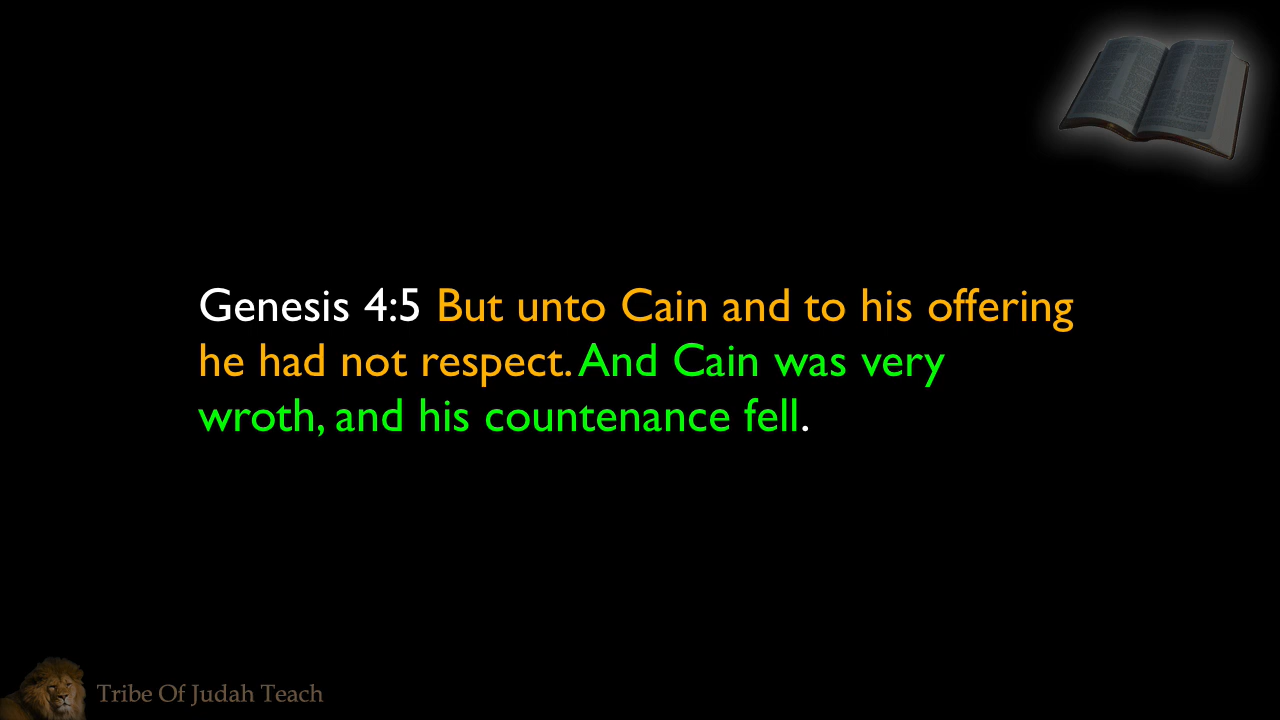 Genesis 4:5 But unto Cain and to his offering
he had not respect. And Cain was very
wroth, and his countenance fell.
Tribe Of Judah Teach